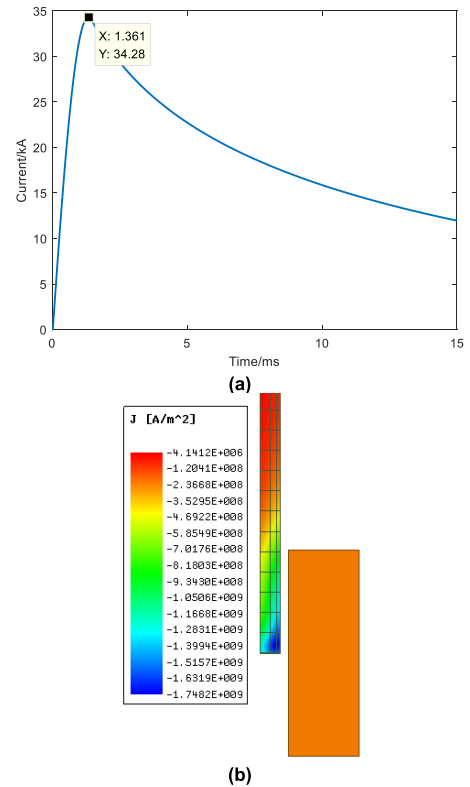 35
X: 1.361
Y: 34.28
30
25
20
15
10
5
0
Current/kA
0 5 10 15
Time/ms
(a)
J [A/m^2]
-4.1412E+006
-1.2041E+008
-2.3668E+008
-3.5295E+008
-4.6922E+008
-5.8549E+008
-7.0176E+008
-8.1803E+008
-9.3430E+008
-1.0506E+009
-1.1668E+009
-1.2831E+009
-1.3994E+009
-1.5157E+009
-1.6319E+009
-1.7482E+009
(b)